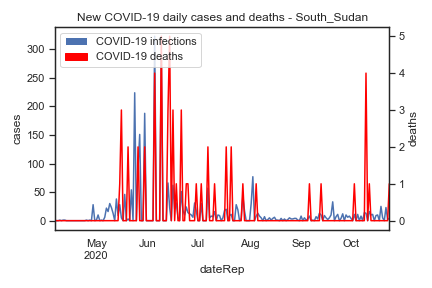 New COVID-19 daily cases and deaths - South_Sudan
COVID-19 infections
COVID-19 deaths
300
250
200
150
100
50
0
cases
5
4
3
2
1
0
deaths
May Jun Jul Aug Sep Oct
2020
dateRep